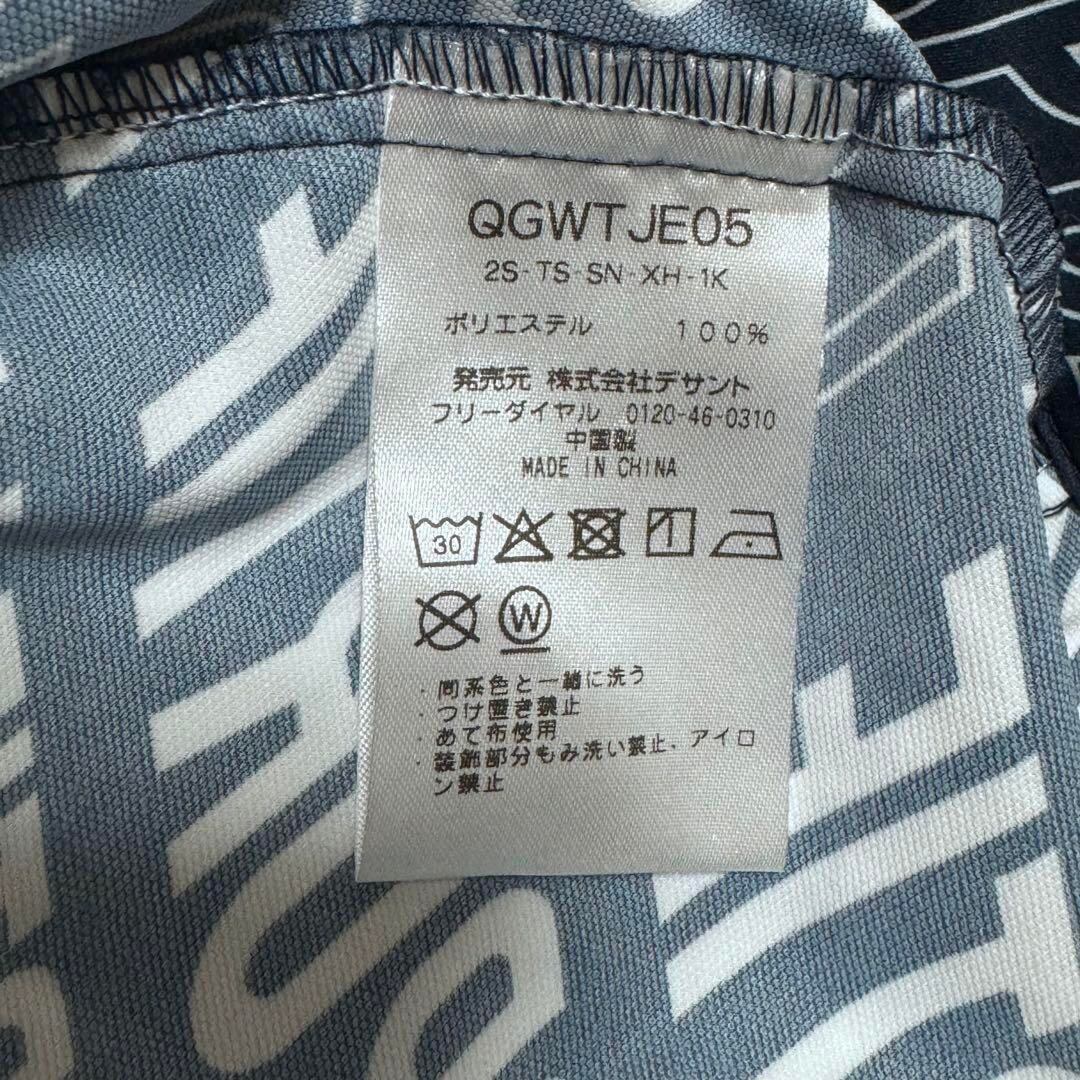 QGWTJE05
2S-TS-SN-XH-1K
ポリエステル 100%
発売元 株式会社デサント
フリーダイヤル 0120-46-0310
中国製
MADE IN CHINA
30
W
・同系色と一緒に洗う
・つけ置き禁止
・あて布使用
・装飾部分もみ洗い禁止、アイロ
ン禁止